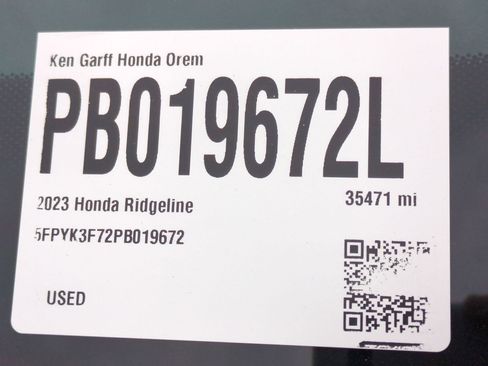 Ken Garff Honda Orem
PB019672L
2023 Honda Ridgeline
35471 mi
5FPYK3F72PB019672
USED